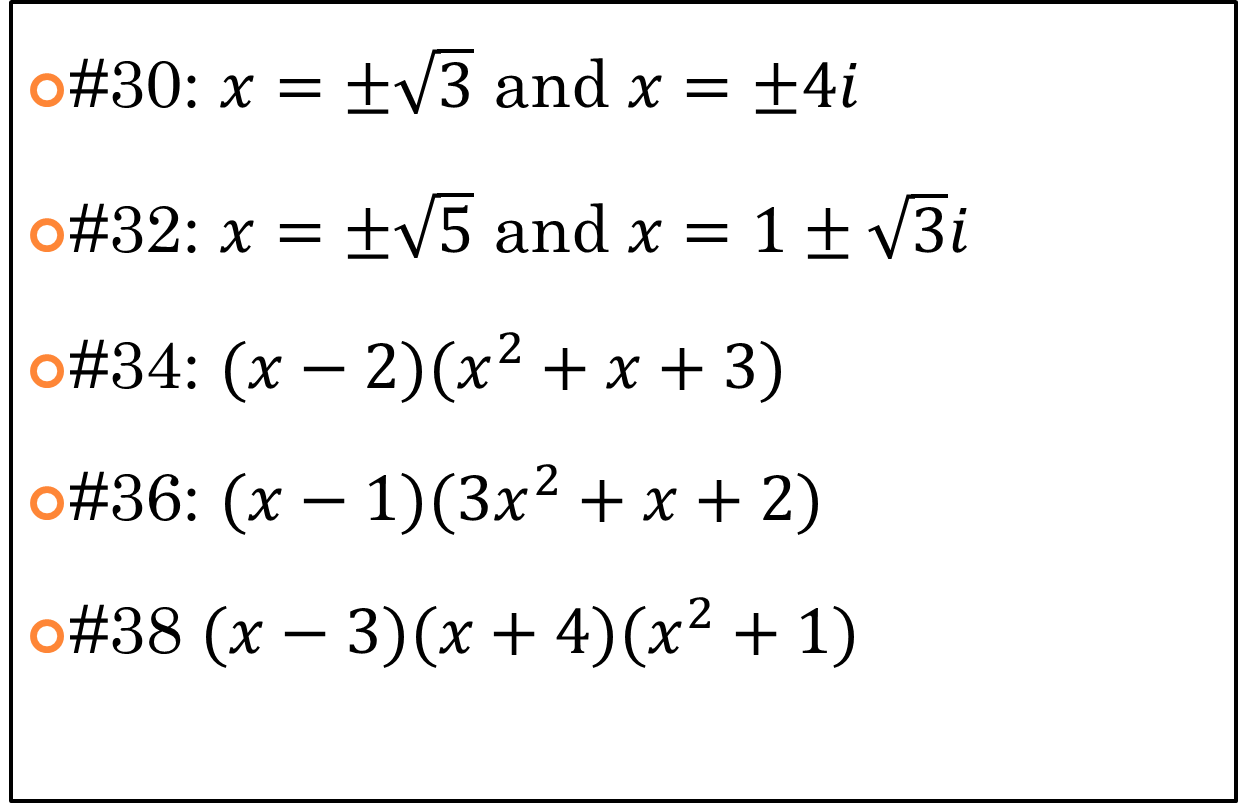 #30: x = ±√3 and x = ±4i
#32: x = ±√5 and x = 1 ± √3i
#34: (x − 2)(x² + x + 3)
#36: (x − 1)(3x² + x + 2)
#38 (x − 3)(x + 4)(x² + 1)